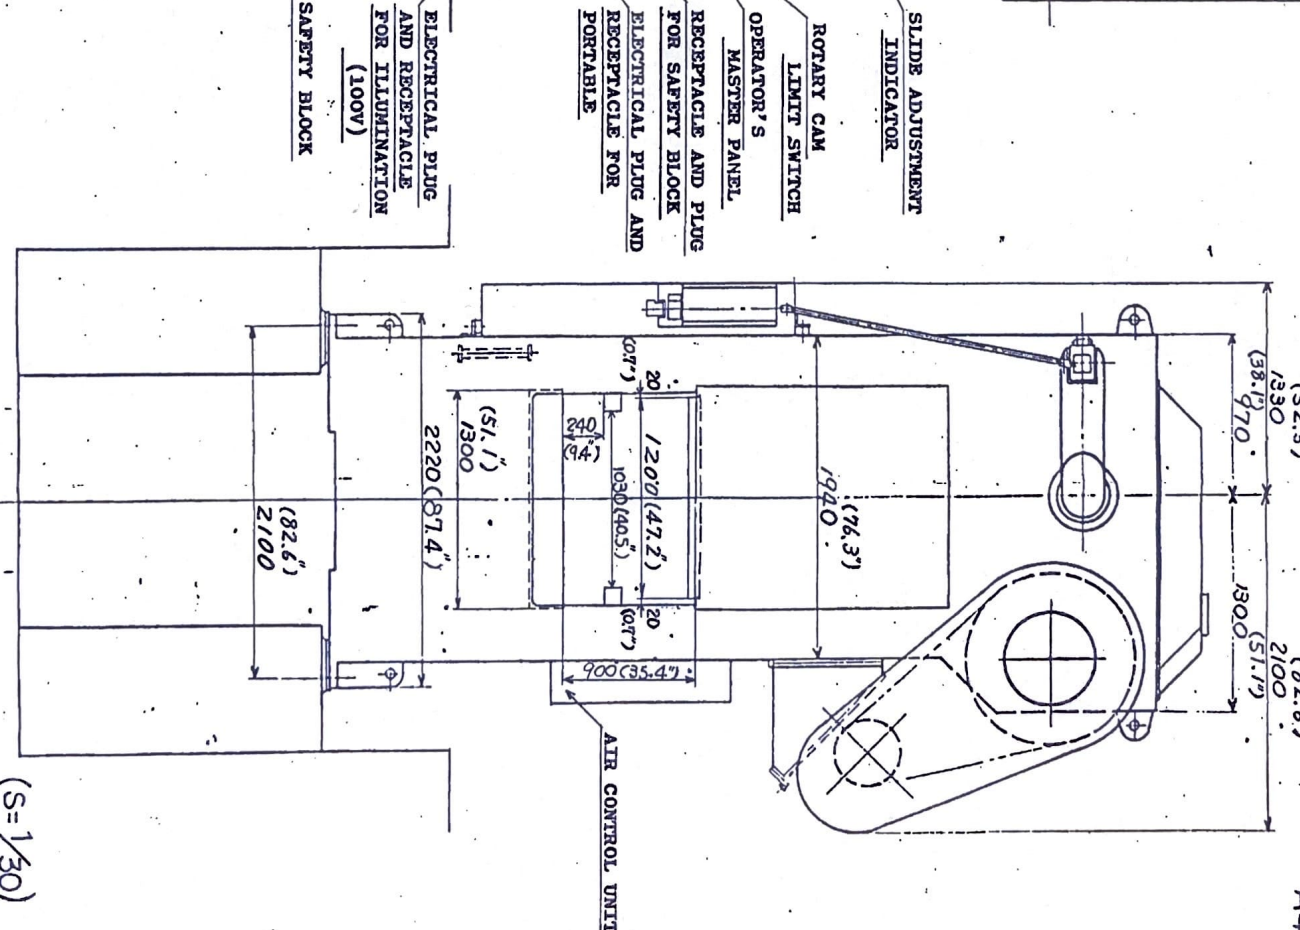 SLIDE ADJUSTMENT
INDICATOR
ROTARY CAM
LIMIT SWITCH
OPERATOR'S
MASTER PANEL
RECEPTACLE AND PLUG
FOR SAFETY BLOCK
ELECTRICAL PLUG AND
RECEPTACLE FOR
PORTABLE
ELECTRICAL PLUG
AND RECEPTACLE
FOR ILLUMINATION
(100V)
SAFETY BLOCK
1330
(38.1")
970
2100
1300
(51.1")
(76.3")
1940
(0.7")
20
1200(47.2")
20
(0.7")
1030(40.5")
240
(9.4")
900(35.4")
(51.1")
1300
2220(87.4")
(82.6")
2100
AIR CONTROL UNIT
(S=1/30)